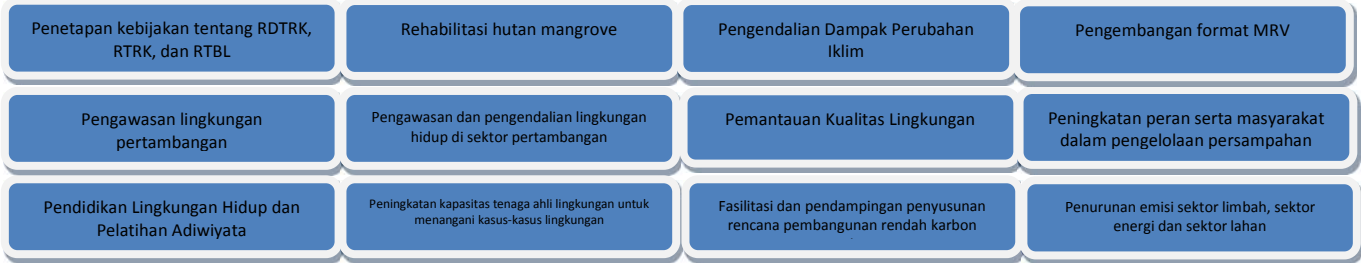 Penetapan kebijakan tentang RDTRK,
RTRK, dan RTBL
Rehabilitasi hutan mangrove
Pengendalian Dampak Perubahan
Iklim
Pengembangan format MRV
Pengawasan lingkungan
pertambangan
Pengawasan dan pengendalian lingkungan
hidup di sektor pertambangan
Pemantauan Kualitas Lingkungan
Peningkatan peran serta masyarakat
dalam pengelolaan persampahan
Pendidikan Lingkungan Hidup dan
Pelatihan Adiwiyata
Peningkatan kapasitas tenaga ahli lingkungan untuk
menangani kasus-kasus lingkungan
Fasilitasi dan pendampingan penyusunan
rencana pembangunan rendah karbon
Penurunan emisi sektor limbah, sektor
energi dan sektor lahan